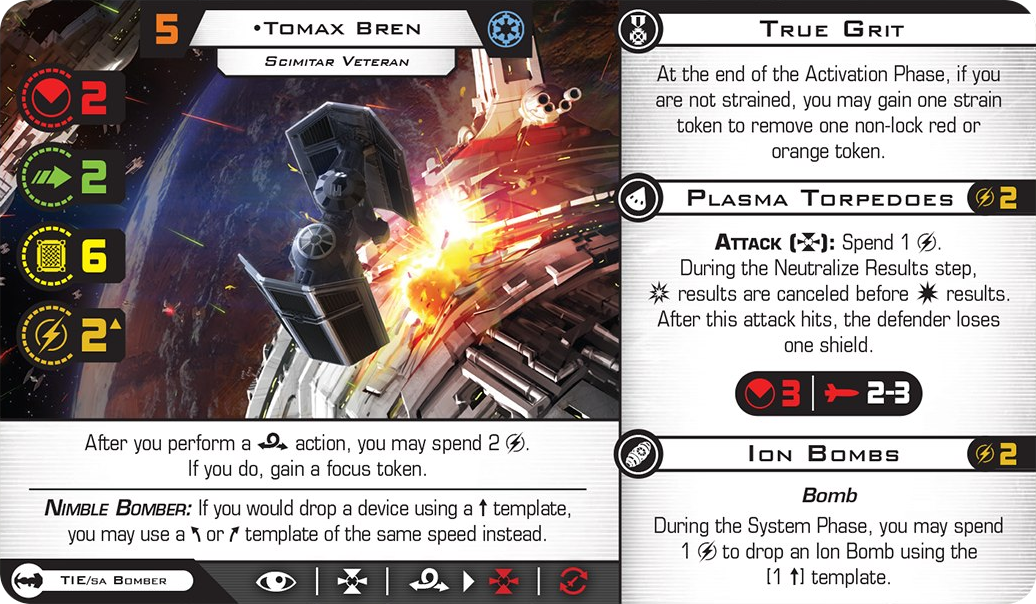 5
•Tomax Bren
Scimitar Veteran
2
2
6
2
After you perform a action, you may spend 2 .
If you do, gain a focus token.
Nimble Bomber: If you would drop a device using a template,
you may use a or template of the same speed instead.
TIE/sa Bomber
True Grit
At the end of the Activation Phase, if you
are not strained, you may gain one strain
token to remove one non-lock red or
orange token.
Plasma Torpedoes 2
Attack ( ): Spend 1 .
During the Neutralize Results step,
results are canceled before results.
After this attack hits, the defender loses
one shield.
3 2-3
Ion Bombs 2
Bomb
During the System Phase, you may spend
1 to drop an Ion Bomb using the
[1 ] template.